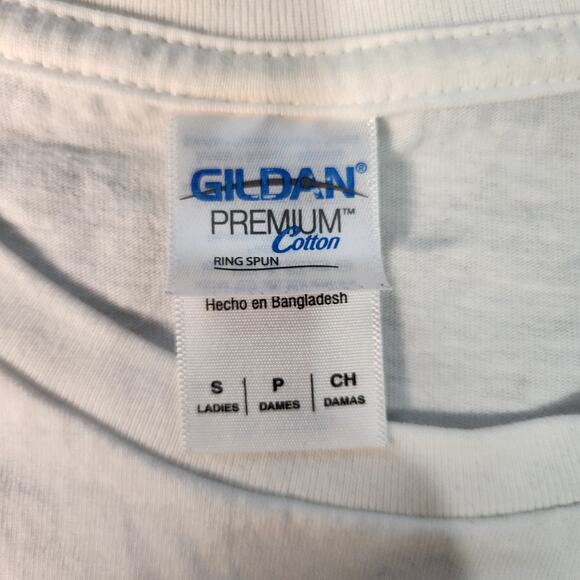 GILDAN®
PREMIUM™
Cotton
RING SPUN
Hecho en Bangladesh
S P CH
LADIES DAMES DAMAS